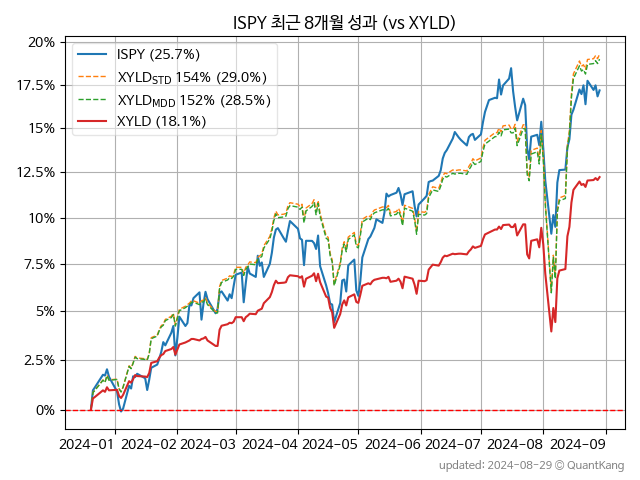 ISPY 최근 8개월 성과 (vs XYLD)
20%
17.5%
15%
12.5%
10%
7.5%
5%
2.5%
0%
ISPY (25.7%)
XYLDSTD 154% (29.0%)
XYLDMDD 152% (28.5%)
XYLD (18.1%)
2024-01 2024-02 2024-03 2024-04 2024-05 2024-06 2024-07 2024-08 2024-09
updated: 2024-08-29 © QuantKang